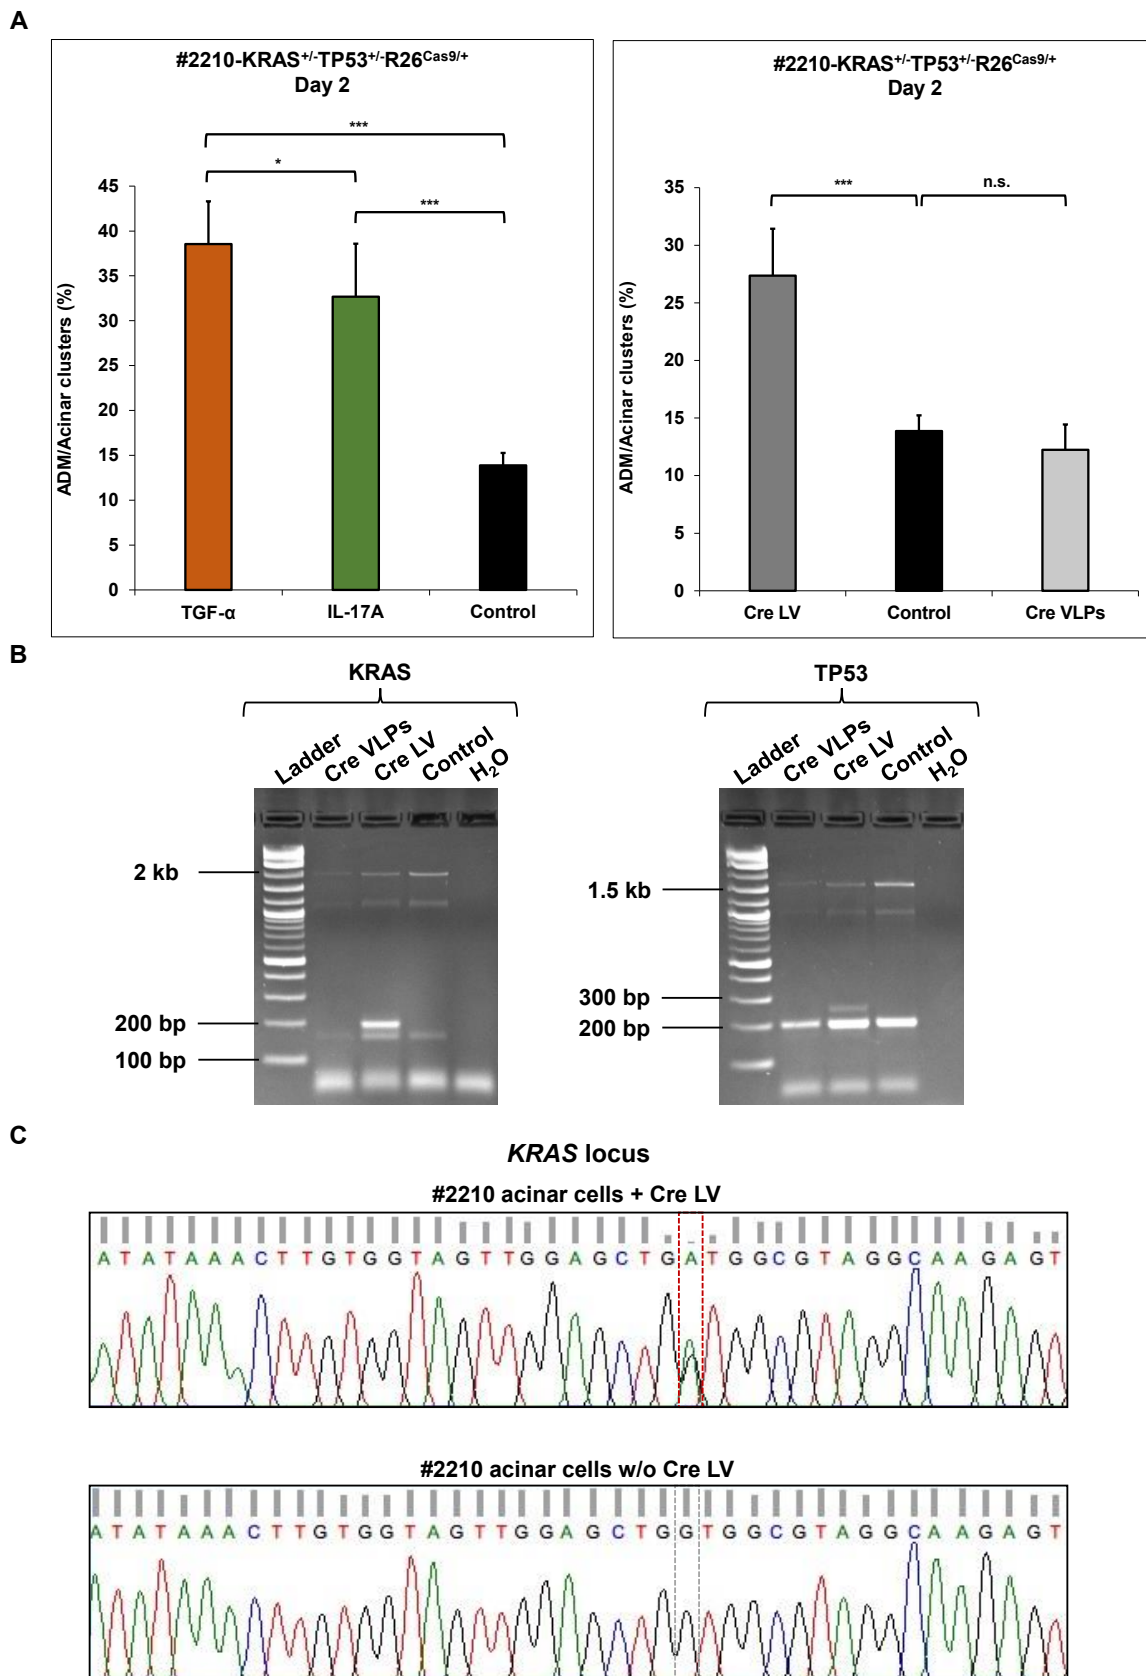 A
#2210-KRAS+/-TP53+/-R26Cas9/+
Day 2
***
*
***
45
40
35
30
25
20
15
10
5
0
ADM/Acinar clusters (%)
TGF-α IL-17A Control
#2210-KRAS+/-TP53+/-R26Cas9/+
Day 2
***
n.s.
35
30
25
20
15
10
5
0
ADM/Acinar clusters (%)
Cre LV Control Cre VLPs
B
KRAS
Ladder
Cre VLPs
Cre LV
Control
H2O
2 kb
200 bp
100 bp
TP53
Ladder
Cre VLPs
Cre LV
Control
H2O
1.5 kb
300 bp
200 bp
C
KRAS locus
#2210 acinar cells + Cre LV
A T A T A A A C T T G T G G T A G T T G G A G C T G A T G G C G T A G G C A A G A G T
#2210 acinar cells w/o Cre LV
A T A T A A A C T T G T G G T A G T T G G A G C T G G T G G C G T A G G C A A G A G T